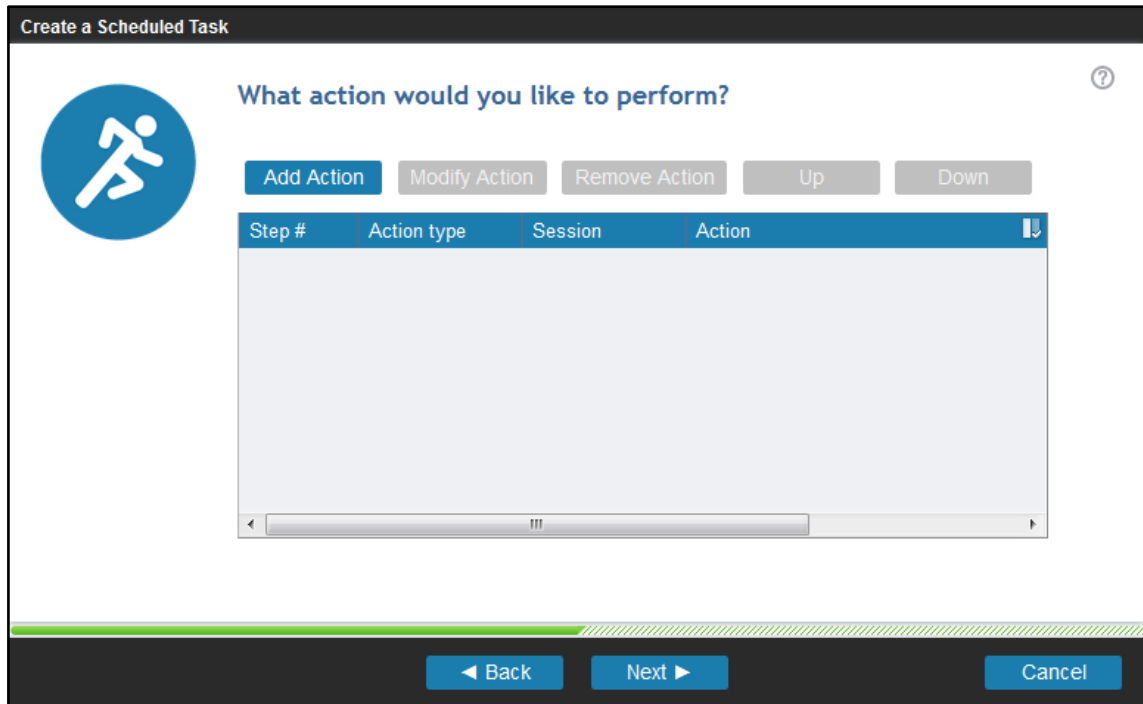 Create a Scheduled Task
What action would you like to perform?
?
Add Action
Modify Action
Remove Action
Up
Down
Step # Action type Session Action
◄ Back
Next ►
Cancel